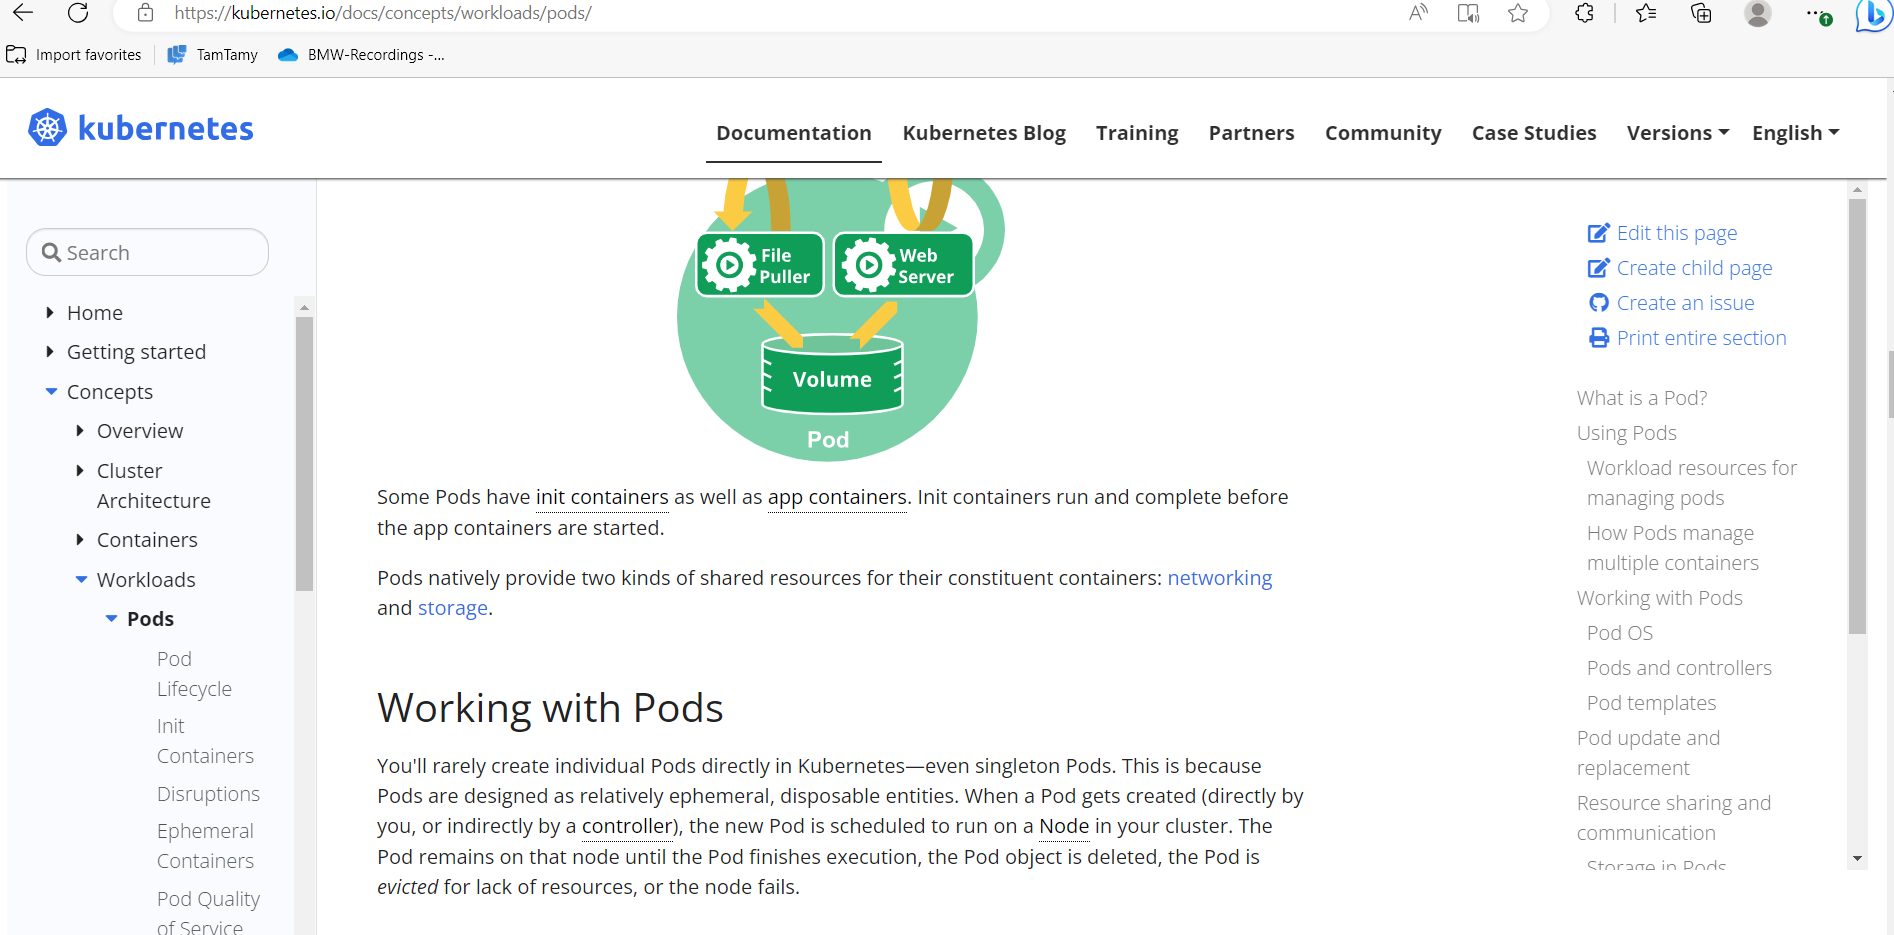 https://kubernetes.io/docs/concepts/workloads/pods/
Import favorites
TamTamy
BMW-Recordings -...
kubernetes
Documentation
Kubernetes Blog
Training
Partners
Community
Case Studies
Versions
English
Search
Home
Getting started
Concepts
Overview
Cluster
Architecture
Containers
Workloads
Pods
Pod
Lifecycle
Init
Containers
Disruptions
Ephemeral
Containers
Pod Quality
of Service
File
Puller
Web
Server
Volume
Pod
Some Pods have init containers as well as app containers. Init containers run and complete before
the app containers are started.
Pods natively provide two kinds of shared resources for their constituent containers: networking
and storage.
Working with Pods
You'll rarely create individual Pods directly in Kubernetes—even singleton Pods. This is because
Pods are designed as relatively ephemeral, disposable entities. When a Pod gets created (directly by
you, or indirectly by a controller), the new Pod is scheduled to run on a Node in your cluster. The
Pod remains on that node until the Pod finishes execution, the Pod object is deleted, the Pod is
evicted for lack of resources, or the node fails.
Edit this page
Create child page
Create an issue
Print entire section
What is a Pod?
Using Pods
Workload resources for
managing pods
How Pods manage
multiple containers
Working with Pods
Pod OS
Pods and controllers
Pod templates
Pod update and
replacement
Resource sharing and
communication
Storage in Pods